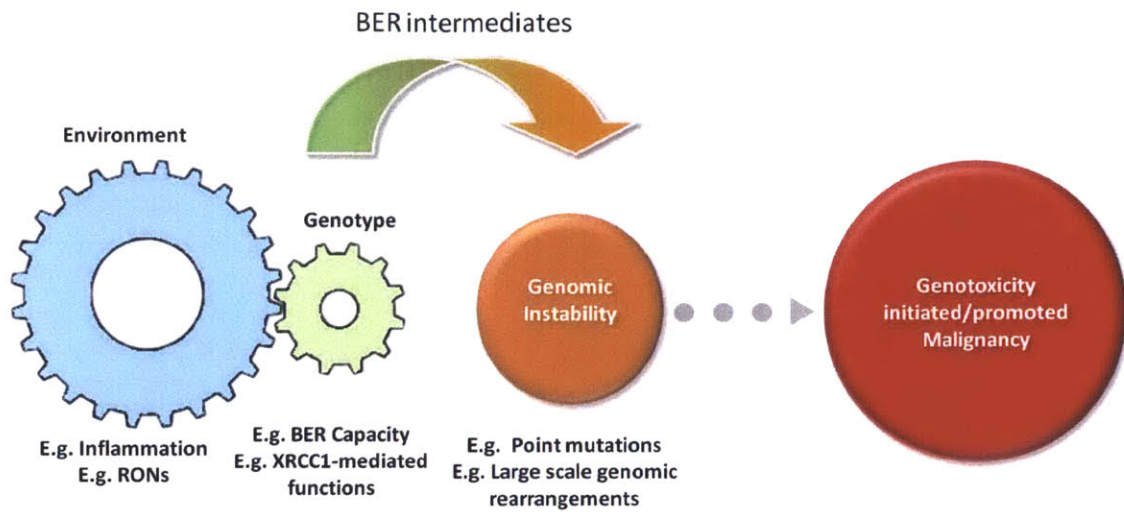 BER intermediates
Environment
Genotype
Genomic
Instability
Genotoxicity
initiated/promoted
Malignancy
E.g. Inflammation
E.g. RONs
E.g. BER Capacity
E.g. XRCC1-mediated
functions
E.g. Point mutations
E.g. Large scale genomic
rearrangements